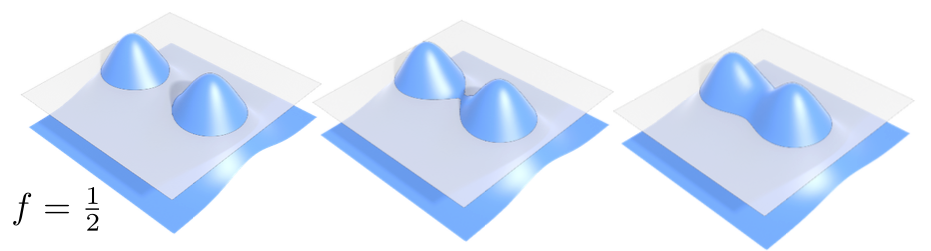 f = 1/2